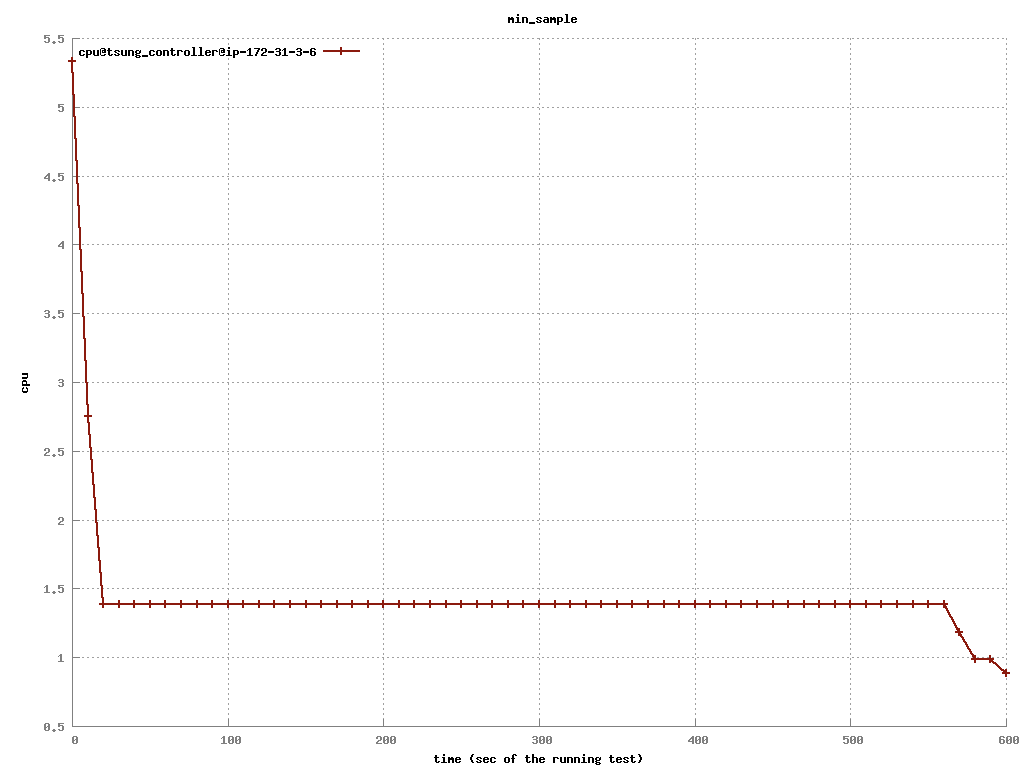 min_sample
cpu@tsung_controller@ip-172-31-3-6
5.5
5
4.5
4
3.5
3
2.5
2
1.5
1
0.5
cpu
0 100 200 300 400 500 600
time (sec of the running test)